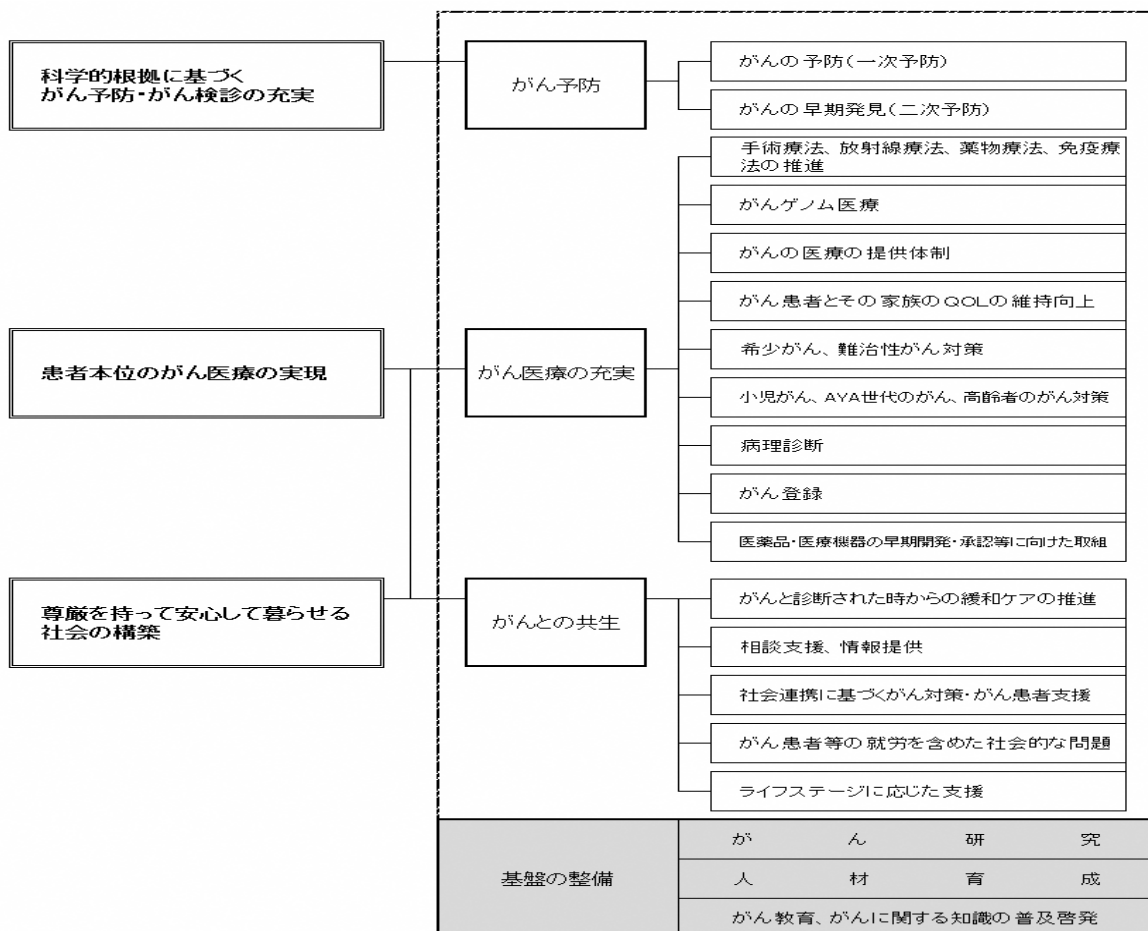 科学的根拠に基づく
がん予防・がん検診の充実
がん予防
がんの予防(一次予防)
がんの早期発見(二次予防)
手術療法、放射線療法、薬物療法、免疫療
法の推進
がんゲノム医療
がんの医療の提供体制
がん患者とその家族のQOLの維持向上
患者本位のがん医療の実現
がん医療の充実
希少がん、難治性がん対策
小児がん、AYA世代のがん、高齢者のがん対策
病理診断
がん登録
医薬品・医療機器の早期開発・承認等に向けた取組
尊厳を持って安心して暮らせる
社会の構築
がんとの共生
がんと診断された時からの緩和ケアの推進
相談支援、情報提供
社会連携に基づくがん対策・がん患者支援
がん患者等の就労を含めた社会的な問題
ライフステージに応じた支援
基盤の整備
がん研究
人材育成
がん教育、がんに関する知識の普及啓発